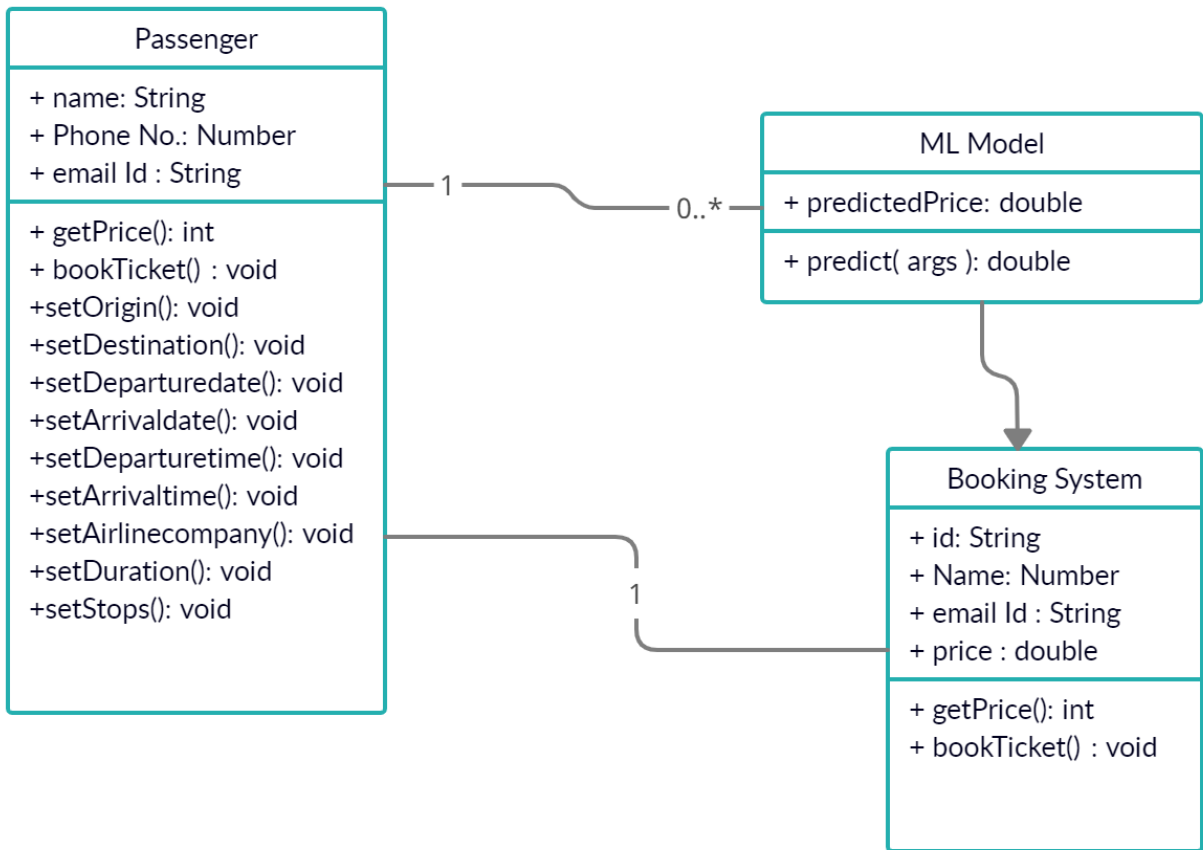 Passenger
+ name: String
+ Phone No.: Number
+ email Id : String
+ getPrice(): int
+ bookTicket() : void
+setOrigin(): void
+setDestination(): void
+setDeparturedate(): void
+setArrivaldate(): void
+setDeparturetime(): void
+setArrivaltime(): void
+setAirlinecompany(): void
+setDuration(): void
+setStops(): void
1
0..*
ML Model
+ predictedPrice: double
+ predict( args ): double
1
Booking System
+ id: String
+ Name: Number
+ email Id : String
+ price : double
+ getPrice(): int
+ bookTicket() : void